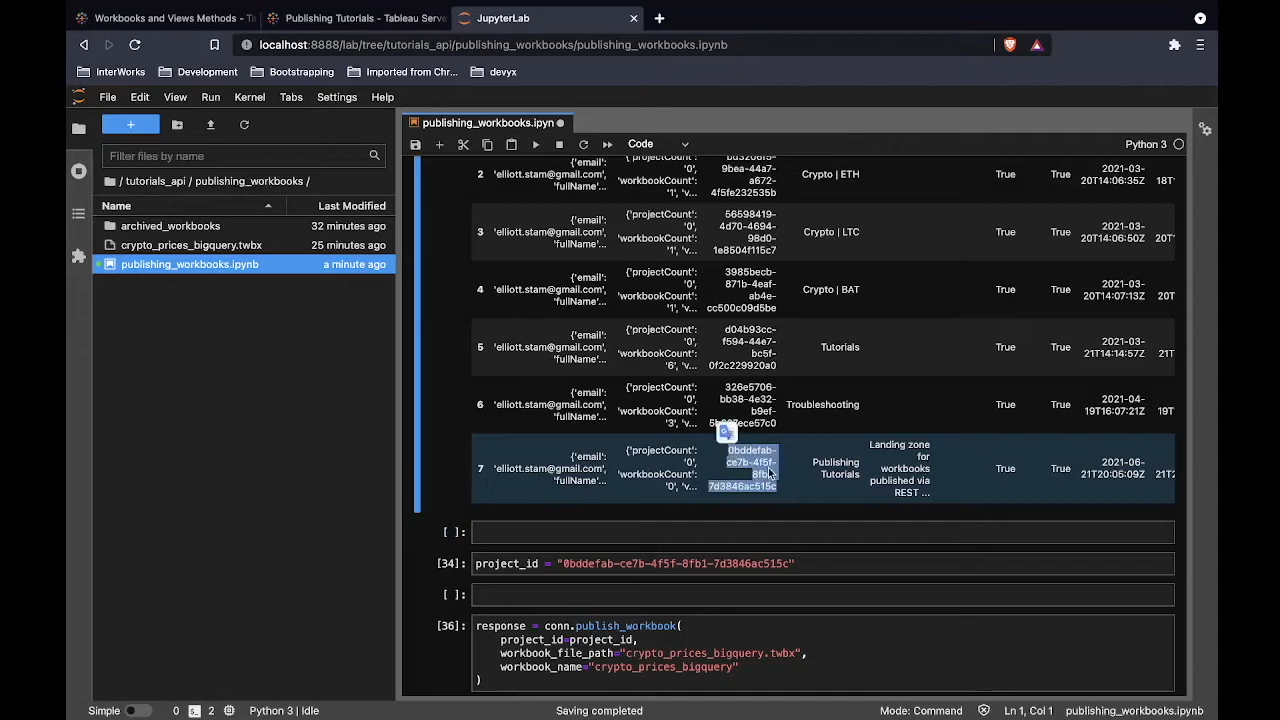 Workbooks and Views Methods - Ta
Publishing Tutorials - Tableau Serve
JupyterLab
localhost:8888/lab/tree/tutorials_api/publishing_workbooks/publishing_workbooks.ipynb
InterWorks
Development
Bootstrapping
Imported from Chr...
devyx
File Edit View Run Kernel Tabs Settings Help
Filter files by name
/ tutorials_api / publishing_workbooks /
Name Last Modified
archived_workbooks 32 minutes ago
crypto_prices_bigquery.twbx 25 minutes ago
publishing_workbooks.ipynb a minute ago
publishing_workbooks.ipyn
Code
Python 3
2
'elliott.stam@gmail.com',
'fullName'...
{'email':
'0',
'workbookCount':
'1', 'v...
9bea-44a7-
a672-
4f5fe232535b
Crypto | ETH
True
True
2021-03-
20T14:06:35Z
18T1
3
{'email':
'elliott.stam@gmail.com',
'fullName'...
{'projectCount':
'0',
'workbookCount':
'1', 'v...
56598419-
4d70-4694-
98d0-
1e8504f115c7
Crypto | LTC
True
True
2021-03-
20T14:06:50Z
20T1
4
{'email':
'elliott.stam@gmail.com',
'fullName'...
{'projectCount':
'0',
'workbookCount':
'1', 'v...
3985becb-
871b-4eaf-
ab4e-
cc500c09d5be
Crypto | BAT
True
True
2021-03-
20T14:07:13Z
20T
5
{'email':
'elliott.stam@gmail.com',
'fullName'...
{'projectCount':
'0',
'workbookCount':
'6', 'v...
d04b93cc-
f594-44e7-
bc5f-
0f2c229920a0
Tutorials
True
True
2021-03-
21T14:14:57Z
11T1
6
{'email':
'elliott.stam@gmail.com',
'fullName'...
{'projectCount':
'0',
'workbookCount':
'3', 'v...
326e5706-
bb38-4e32-
b9ef-
Troubleshooting
True
True
2021-04-
19T16:07:21Z
19T
7
{'email':
'elliott.stam@gmail.com',
'fullName'...
{'projectCount':
'0',
'workbookCount':
'0', 'v...
0bddefab-
ce7b-4f5f-
8fb
7d3846ac515c
Publishing
Tutorials
Landing zone
for
workbooks
published via
REST ...
True
True
2021-06-
21T20:05:09Z
21T2
[ ]:
[34]: project_id = "0bddefab-ce7b-4f5f-8fb1-7d3846ac515c"
[ ]:
[36]: response = conn.publish_workbook(
project_id=project_id,
workbook_file_path="crypto_prices_bigquery.twbx",
workbook_name="crypto_prices_bigquery"
)
Simple 0 2 Python 3 | Idle Saving completed Mode: Command Ln 1, Col 1 publishing_workbooks.ipynb